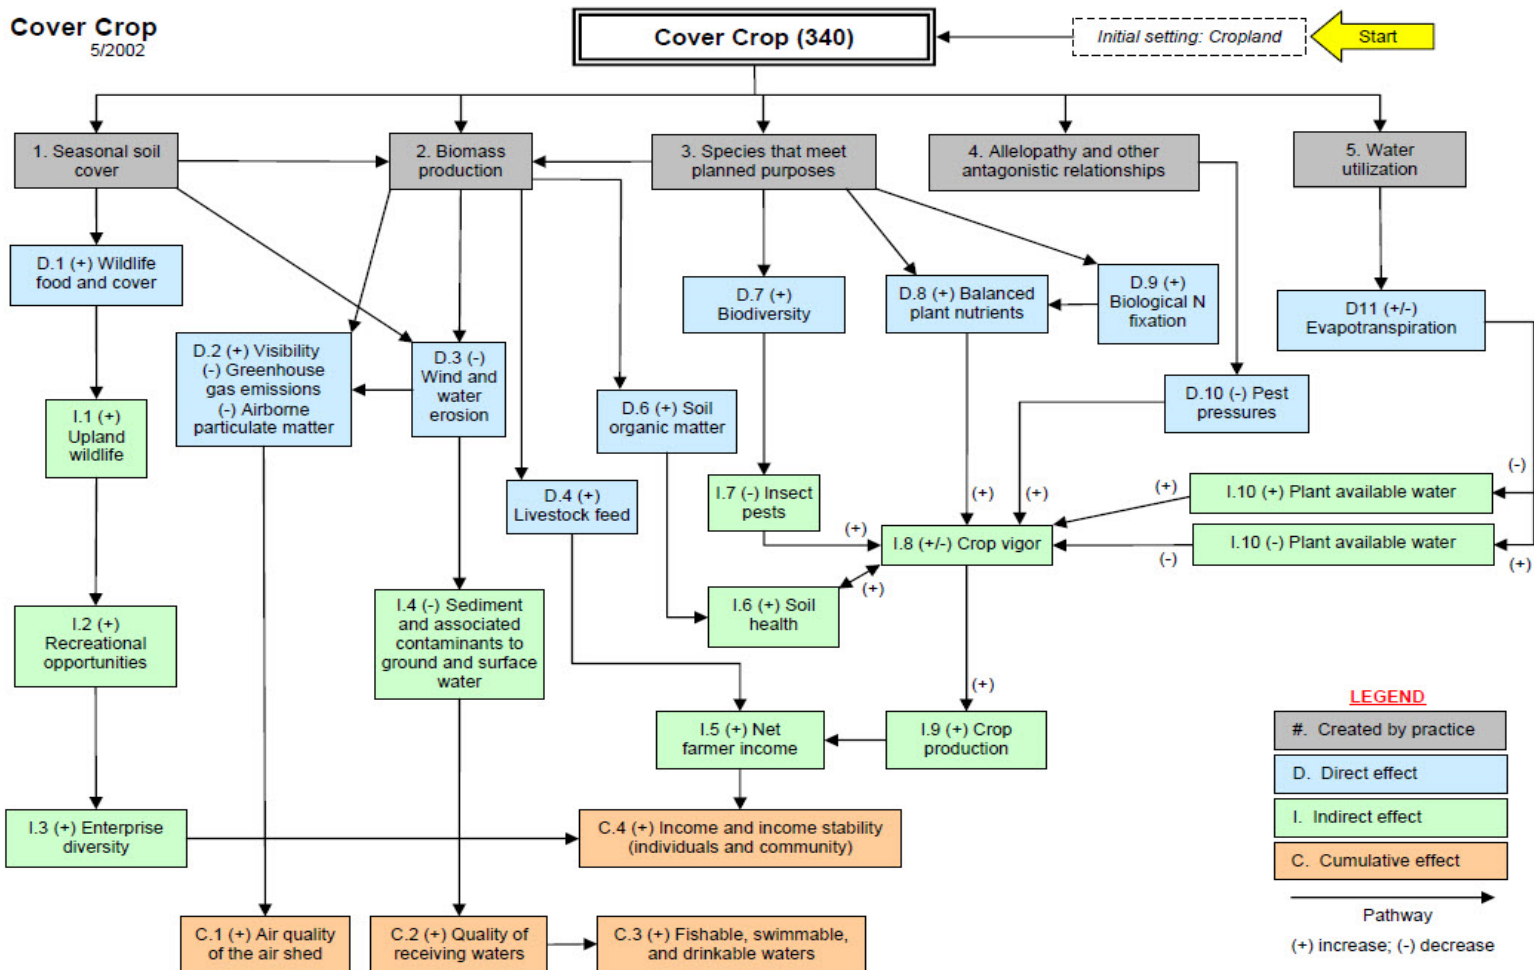 Cover Crop
5/2002
Cover Crop (340)
Initial setting: Cropland
Start
1. Seasonal soil
cover
2. Biomass
production
3. Species that meet
planned purposes
4. Allelopathy and other
antagonistic relationships
5. Water
utilization
D.1 (+) Wildlife
food and cover
D.2 (+) Visibility
(-) Greenhouse
gas emissions
(-) Airborne
particulate matter
D.3 (-)
Wind and
water
erosion
D.6 (+) Soil
organic matter
D.7 (+)
Biodiversity
D.8 (+) Balanced
plant nutrients
D.9 (+)
Biological N
fixation
D11 (+/-)
Evapotranspiration
D.10 (-) Pest
pressures
I.1 (+)
Upland
wildlife
D.4 (+)
Livestock feed
I.7 (-) Insect
pests
(+)
(+)
(+)
(-)
I.10 (+) Plant available water
(+)
I.8 (+/-) Crop vigor
(-)
I.10 (-) Plant available water
(+)
(+)
I.2 (+)
Recreational
opportunities
I.4 (-) Sediment
and associated
contaminants to
ground and surface
water
I.6 (+) Soil
health
(+)
I.5 (+) Net
farmer income
I.9 (+) Crop
production
I.3 (+) Enterprise
diversity
C.4 (+) Income and income stability
(individuals and community)
C.1 (+) Air quality
of the air shed
C.2 (+) Quality of
receiving waters
C.3 (+) Fishable, swimmable,
and drinkable waters
LEGEND
#. Created by practice
D. Direct effect
I. Indirect effect
C. Cumulative effect
Pathway
(+) increase; (-) decrease